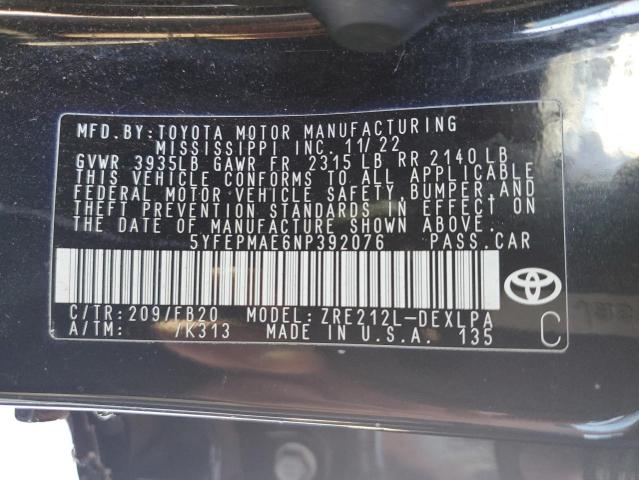 MFD. BY: TOYOTA MOTOR MANUFACTURING
MISSISSIPPI INC. 11/22
GVWR 3935LB GAWR FR 2315 LB RR 2140 LB
THIS VEHICLE CONFORMS TO ALL APPLICABLE
FEDERAL MOTOR VEHICLE SAFETY, BUMPER, AND
THEFT PREVENTION STANDARDS IN EFFECT ON
THE DATE OF MANUFACTURE SHOWN ABOVE.
5YFEPMAE6NP392076 PASS.CAR
C/TR: 209/FB20 MODEL: ZRE212L-DEXLPA
A/TM: /K313 MADE IN U.S.A. 135 C